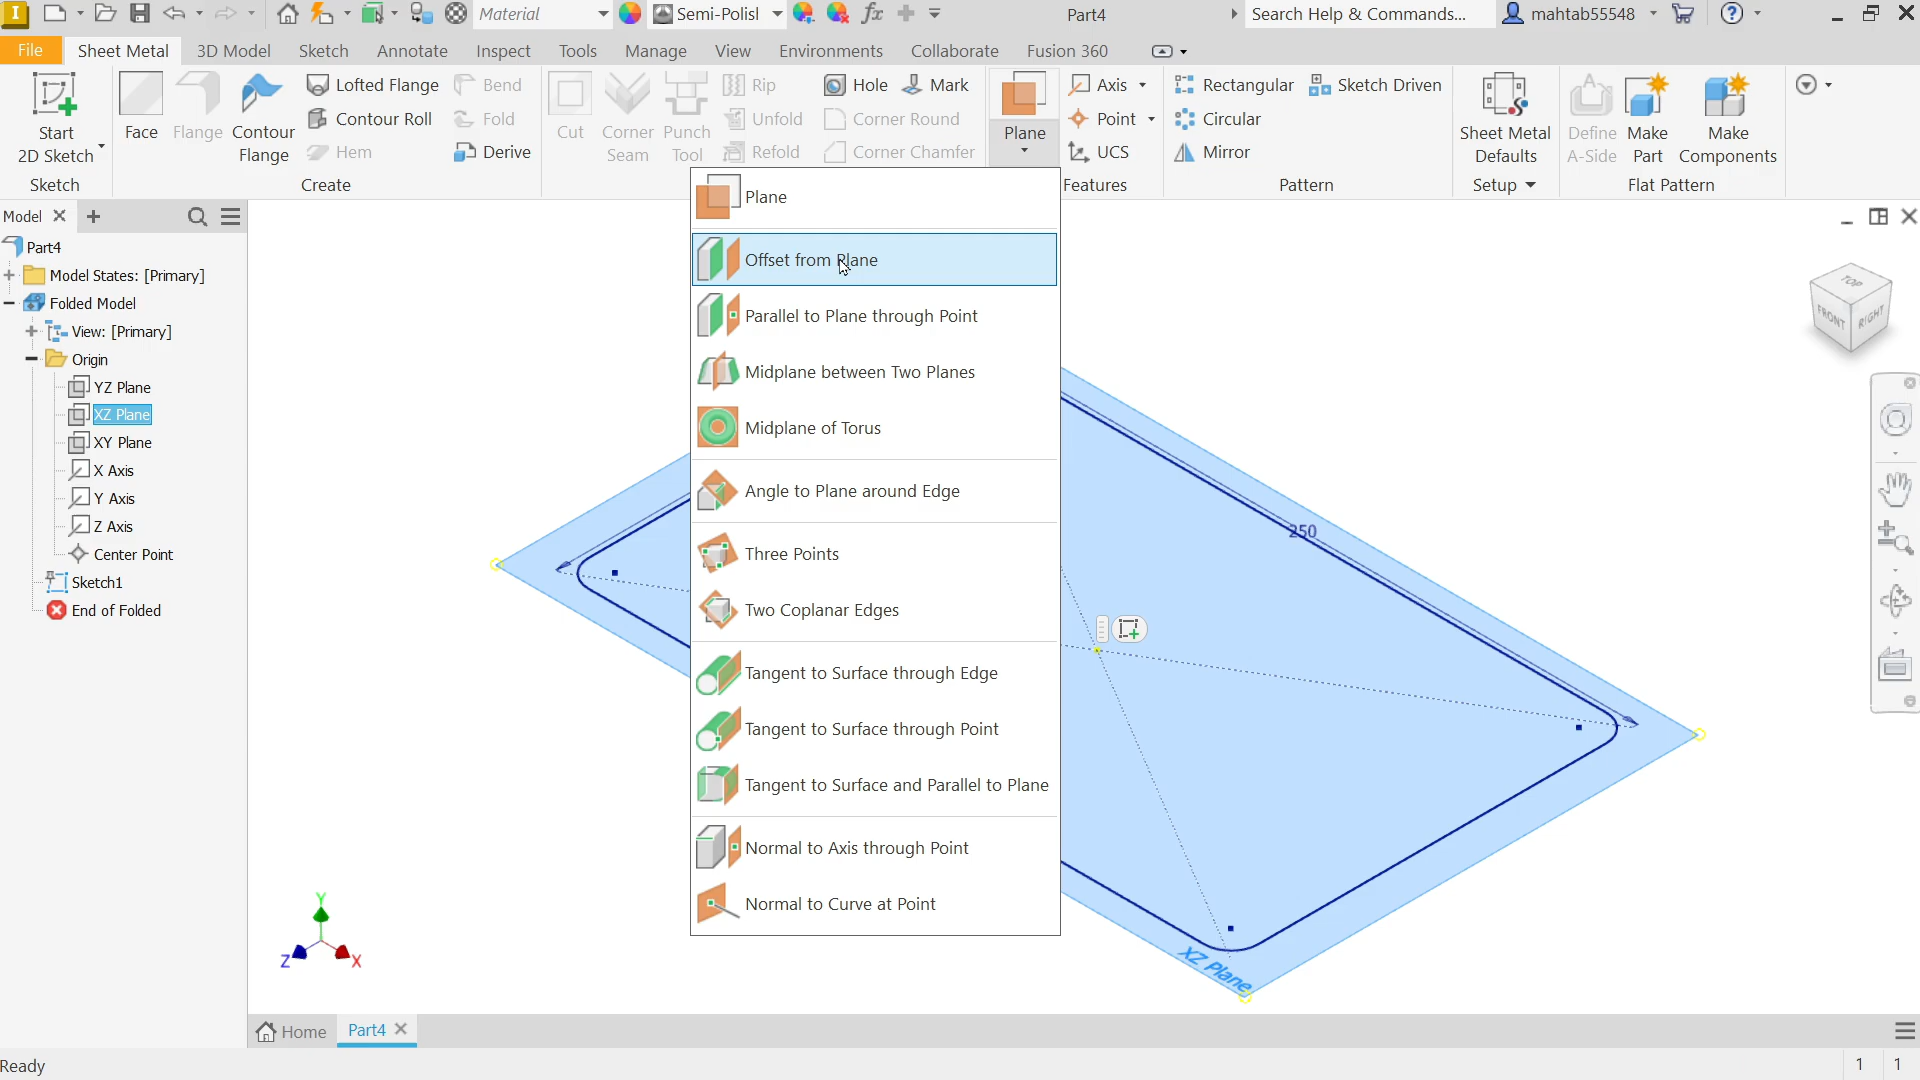 Material
Semi-Polish
Part4
Search Help & Commands...
mahtab55548
File
Sheet Metal
3D Model
Sketch
Annotate
Inspect
Tools
Manage
View
Environments
Collaborate
Fusion 360
Start
2D Sketch
Sketch
Face
Flange
Contour
Flange
Lofted Flange
Contour Roll
Hem
Bend
Fold
Derive
Create
Cut
Corner
Seam
Punch
Tool
Rip
Unfold
Refold
Hole
Mark
Corner Round
Corner Chamfer
Plane
Axis
Point
UCS
Features
Rectangular
Sketch Driven
Circular
Mirror
Pattern
Sheet Metal
Defaults
Setup
Define
A-Side
Make
Part
Make
Components
Flat Pattern
Model
Part4
Model States: [Primary]
Folded Model
View: [Primary]
Origin
YZ Plane
XZ Plane
XY Plane
X Axis
Y Axis
Z Axis
Center Point
Sketch1
End of Folded
Plane
Offset from Plane
Parallel to Plane through Point
Midplane between Two Planes
Midplane of Torus
Angle to Plane around Edge
Three Points
Two Coplanar Edges
Tangent to Surface through Edge
Tangent to Surface through Point
Tangent to Surface and Parallel to Plane
Normal to Axis through Point
Normal to Curve at Point
TOP
FRONT
RIGHT
250
XZ Plane
Y
Z
X
Home
Part4
Ready
1
1